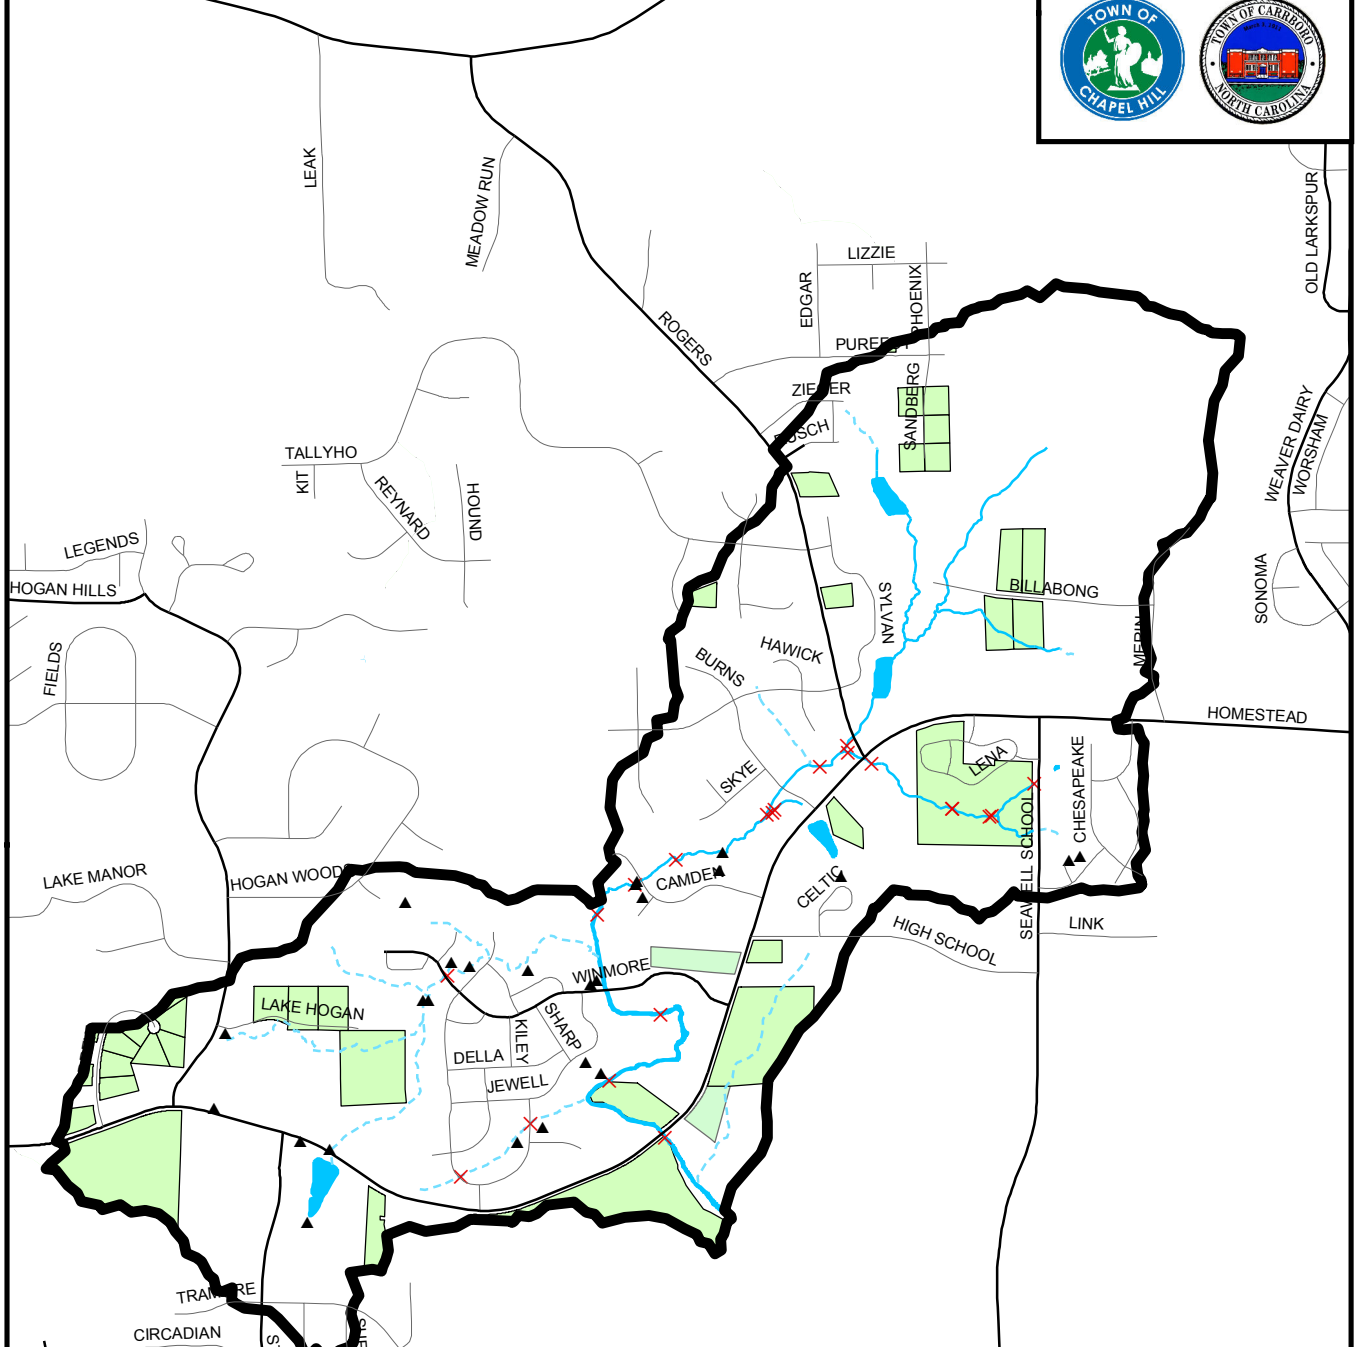 TOWN OF
CHAPEL HILL
TOWN OF CARRBORO
NORTH CAROLINA
LEAK
MEADOW RUN
OLD LARKSPUR
LIZZIE
EDGAR
PHOENIX
ROGERS
PUREFOY
ZIEGER
SANDBERG
BUSCH
WEAVER DAIRY
WORSHAM
TALLYHO
KIT
REYNARD
HOUND
LEGENDS
HOGAN HILLS
SONOMA
BILLABONG
SYLVAN
MERIN
FIELDS
HAWICK
BURNS
HOMESTEAD
LENA
CHESAPEAKE
SKYE
SEAWELL SCHOOL
LAKE MANOR
HOGAN WOODS
CAMDEN
CELTIC
HIGH SCHOOL
LINK
WINMORE
LAKE HOGAN
KILEY
SHARP
DELLA
JEWELL
TRAMORE
CIRCADIAN